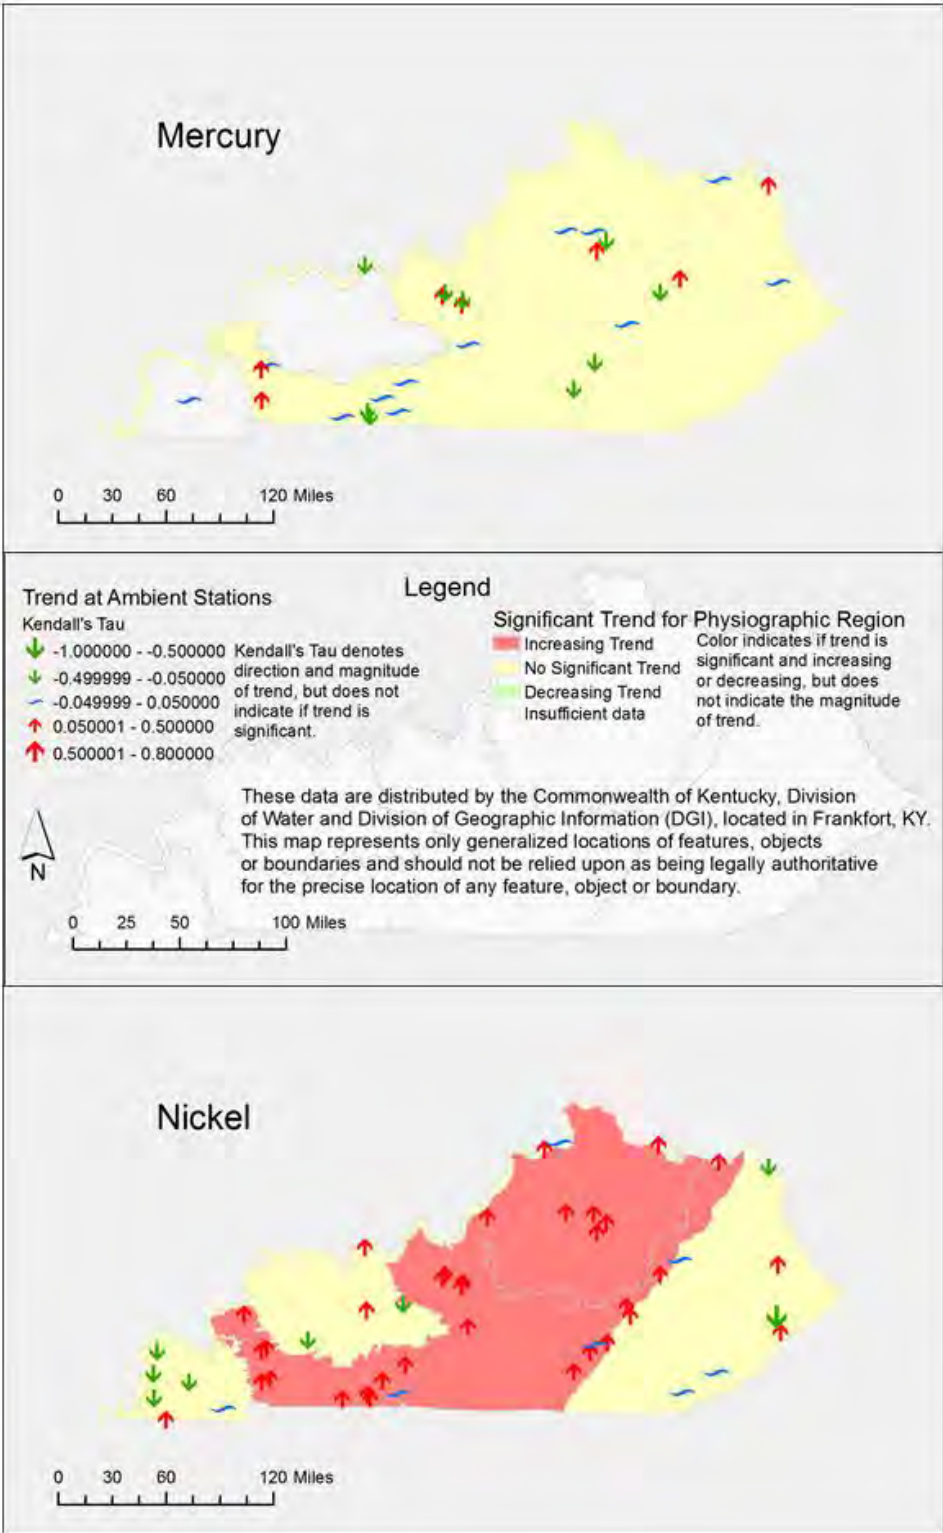 Mercury
0 30 60 120 Miles
Legend
Trend at Ambient Stations
Kendall's Tau
-1.000000 - -0.500000
-0.499999 - -0.050000
-0.049999 - 0.050000
0.050001 - 0.500000
0.500001 - 0.800000
Kendall's Tau denotes
direction and magnitude
of trend, but does not
indicate if trend is
significant.
Significant Trend for Physiographic Region
Increasing Trend
No Significant Trend
Decreasing Trend
Insufficient data
Color indicates if trend is
significant and increasing
or decreasing, but does
not indicate the magnitude
of trend.
These data are distributed by the Commonwealth of Kentucky, Division
of Water and Division of Geographic Information (DGI), located in Frankfort, KY.
This map represents only generalized locations of features, objects
or boundaries and should not be relied upon as being legally authoritative
for the precise location of any feature, object or boundary.
N
0 25 50 100 Miles
Nickel
0 30 60 120 Miles